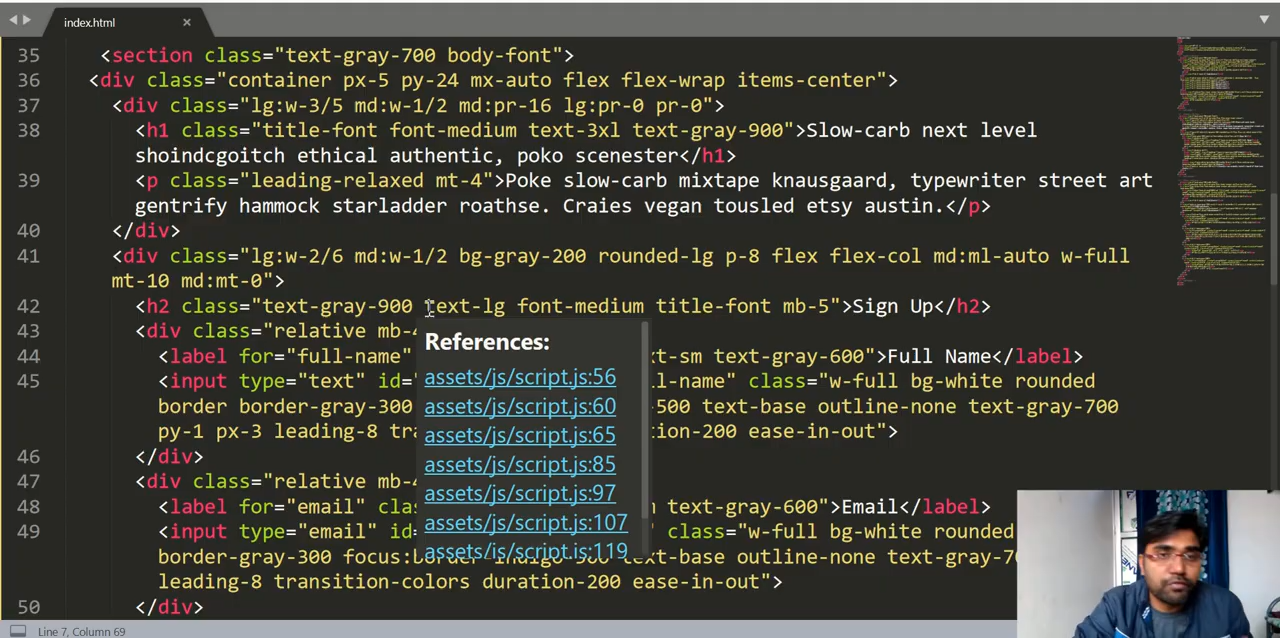 index.html
35 <section class="text-gray-700 body-font">
36 <div class="container px-5 py-24 mx-auto flex flex-wrap items-center">
37 <div class="lg:w-3/5 md:w-1/2 md:pr-16 lg:pr-0 pr-0">
38 <h1 class="title-font font-medium text-3xl text-gray-900">Slow-carb next level
shoindcgoitch ethical authentic, poko scenester</h1>
39 <p class="leading-relaxed mt-4">Poke slow-carb mixtape knausgaard, typewriter street art
gentrify hammock starladder roathse. Craies vegan tousled etsy austin.</p>
40 </div>
41 <div class="lg:w-2/6 md:w-1/2 bg-gray-200 rounded-lg p-8 flex flex-col md:ml-auto w-full
mt-10 md:mt-0">
42 <h2 class="text-gray-900 text-lg font-medium title-font mb-5">Sign Up</h2>
43 <div class="relative mb-4
References:
44 <label for="full-name" xt-sm text-gray-600">Full Name</label>
assets/js/script.js:56
45 <input type="text" id=" ll-name" class="w-full bg-white rounded
assets/js/script.js:60
border border-gray-300 500 text-base outline-none text-gray-700
assets/js/script.js:65
py-1 px-3 leading-8 tra tion-200 ease-in-out">
46 </div>
assets/js/script.js:85
47 <div class="relative mb-4
assets/js/script.js:97
48 <label for="email" clas m text-gray-600">Email</label>
assets/js/script.js:107
49 <input type="email" id= class="w-full bg-white rounded
assets/js/script.js:119
border-gray-300 focus:border-indigo-500 text-base outline-none text-gray-70
leading-8 transition-colors duration-200 ease-in-out">
50 </div>
Line 7, Column 69